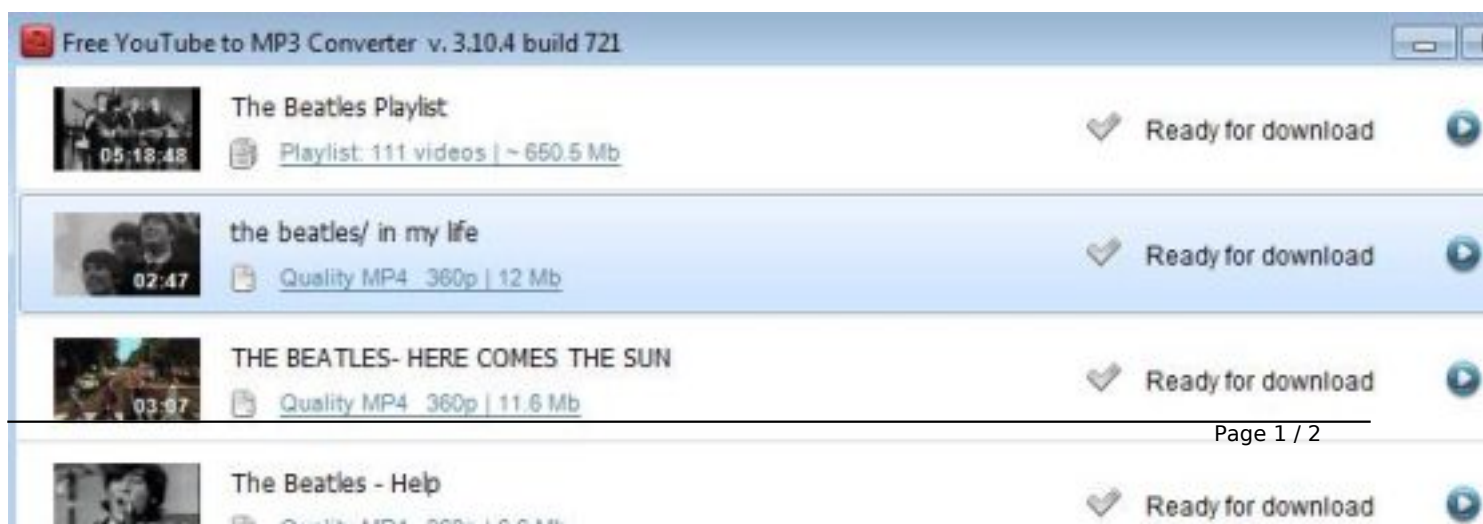 Free YouTube to MP3 Converter v. 3.10.4 build 721
The Beatles Playlist
05:18:48
Playlist: 111 videos | ~ 650.5 Mb
Ready for download
the beatles/ in my life
02:47
Quality MP4 360p | 12 Mb
Ready for download
THE BEATLES- HERE COMES THE SUN
03:07
Quality MP4 360p | 11.6 Mb
Ready for download
Page 1 / 2
The Beatles - Help
Quality MP4 360p
Ready for download